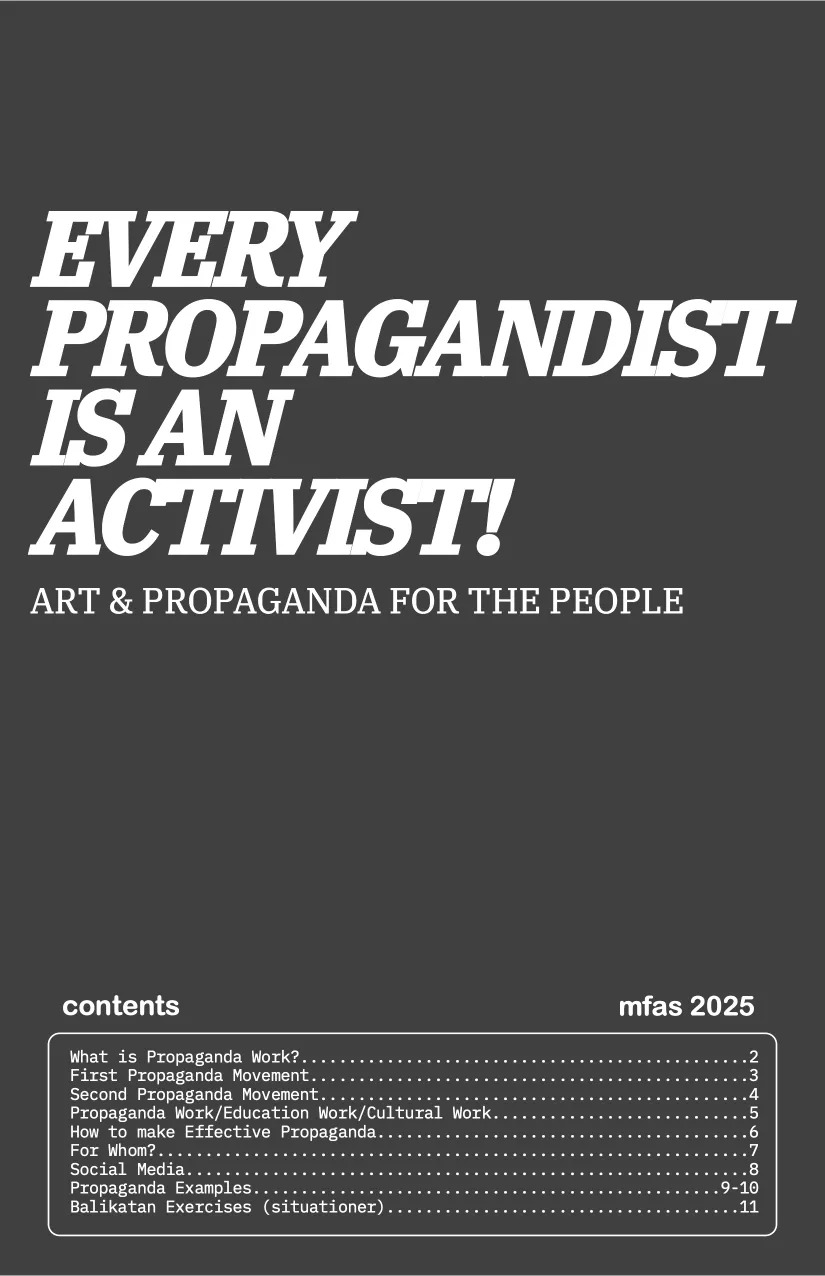 EVERY
PROPAGANDIST
IS AN
ACTIVIST!
ART & PROPAGANDA FOR THE PEOPLE
contents
mfas 2025
What is Propaganda Work?...............................................2
First Propaganda Movement..............................................3
Second Propaganda Movement.............................................4
Propaganda Work/Education Work/Cultural Work...........................5
How to make Effective Propaganda.......................................6
For Whom?..............................................................7
Social Media...........................................................8
Propaganda Examples.................................................9-10
Balikatan Exercises (situationer).....................................11